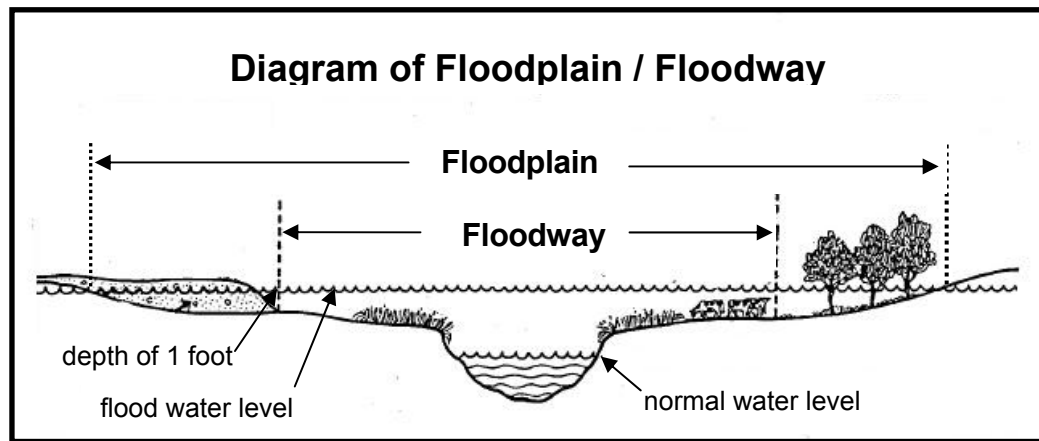 Diagram of Floodplain / Floodway
Floodplain
Floodway
depth of 1 foot
flood water level
normal water level